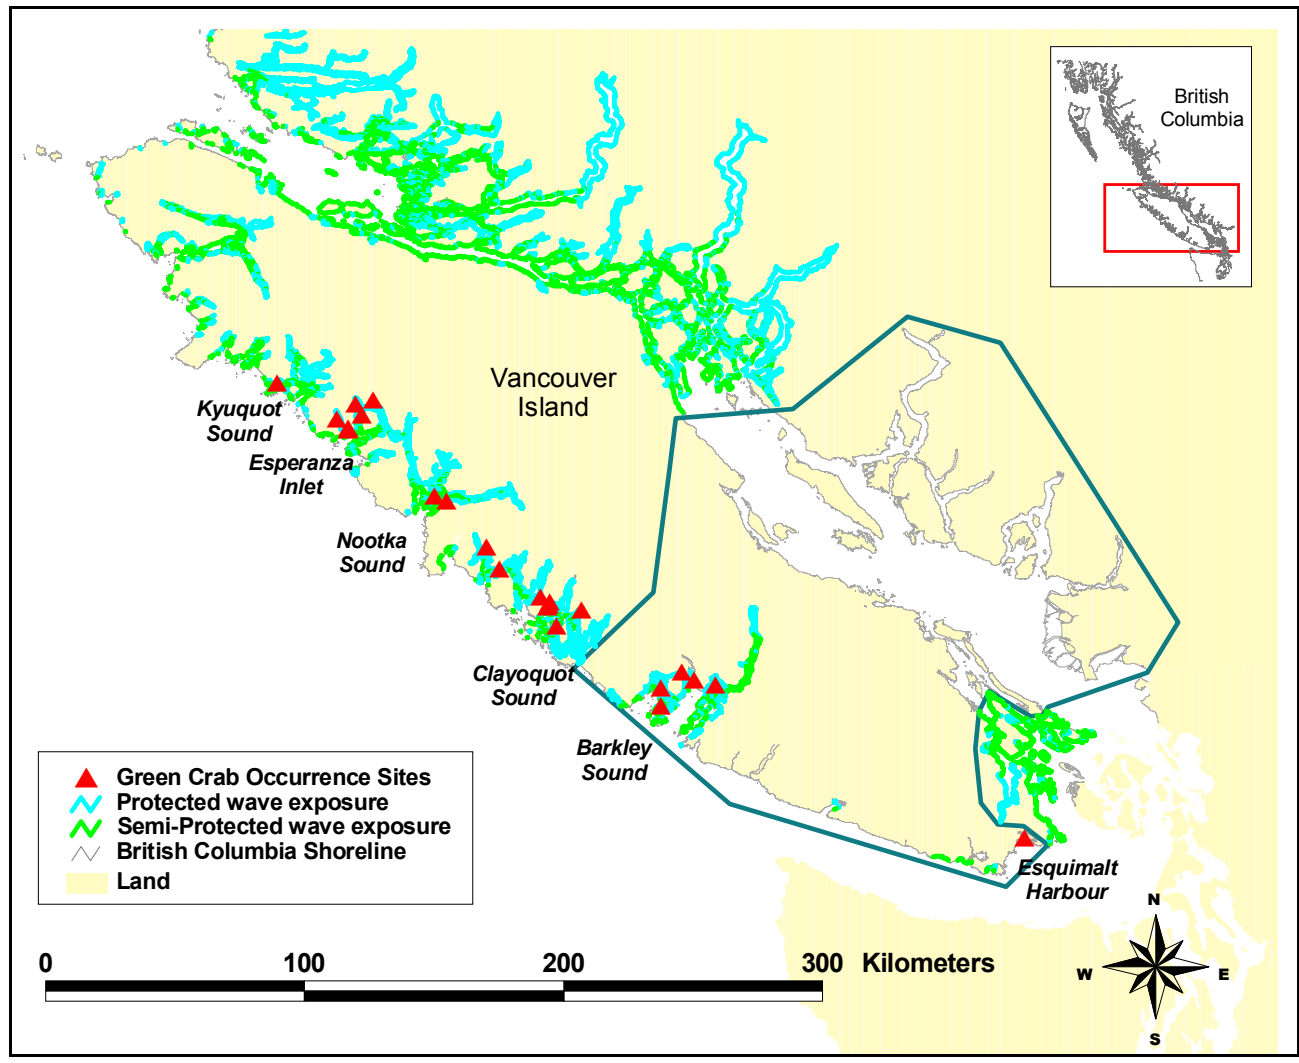 British
Columbia
Vancouver
Island
Kyuquot
Sound
Esperanza
Inlet
Nootka
Sound
Clayoquot
Sound
Barkley
Sound
Esquimalt
Harbour
Green Crab Occurrence Sites
Protected wave exposure
Semi-Protected wave exposure
British Columbia Shoreline
Land
0 100 200 300 Kilometers
N
W E
S